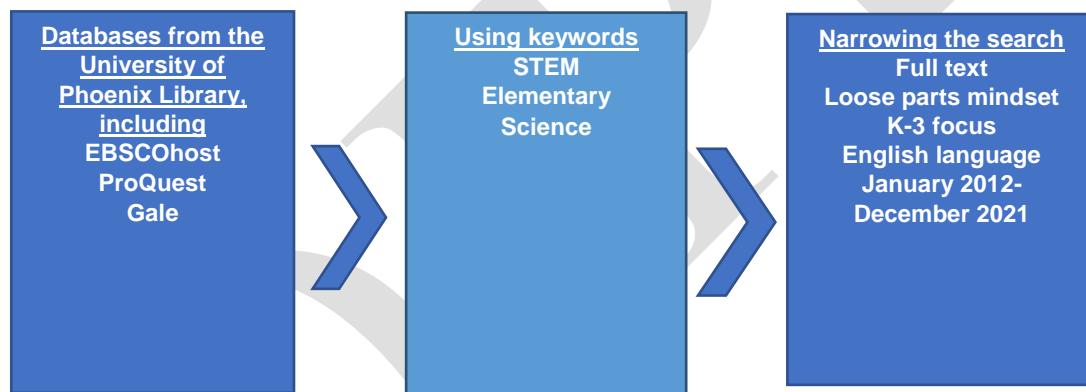 Databases from the
University of
Phoenix Library,
including
EBSCOhost
ProQuest
Gale
Using keywords
STEM
Elementary
Science
Narrowing the search
Full text
Loose parts mindset
K-3 focus
English language
January 2012-
December 2021